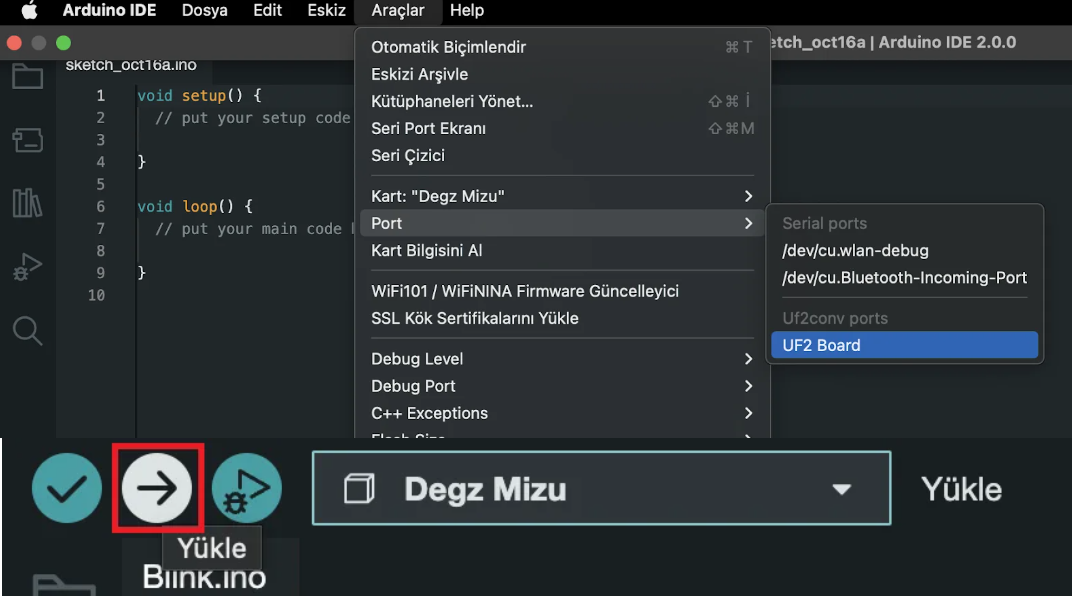 Arduino IDE Dosya Edit Eskiz Araçlar Help
etch_oct16a | Arduino IDE 2.0.0
sketch_oct16a.ino
1 void setup() {
2 // put your setup code
3
4 }
5
6 void loop() {
7 // put your main code
8
9 }
10
Otomatik Biçimlendir ⌘ T
Eskizi Arşivle
Kütüphaneleri Yönet... ⇧ ⌘ İ
Seri Port Ekranı ⇧ ⌘ M
Seri Çizici
Kart: "Degz Mizu"
Port
Kart Bilgisini Al
WiFi101 / WiFiNINA Firmware Güncelleyici
SSL Kök Sertifikalarını Yükle
Debug Level
Debug Port
C++ Exceptions
Flash Size
Serial ports
/dev/cu.wlan-debug
/dev/cu.Bluetooth-Incoming-Port
Uf2conv ports
UF2 Board
Degz Mizu
Yükle
Yükle
Blink.ino